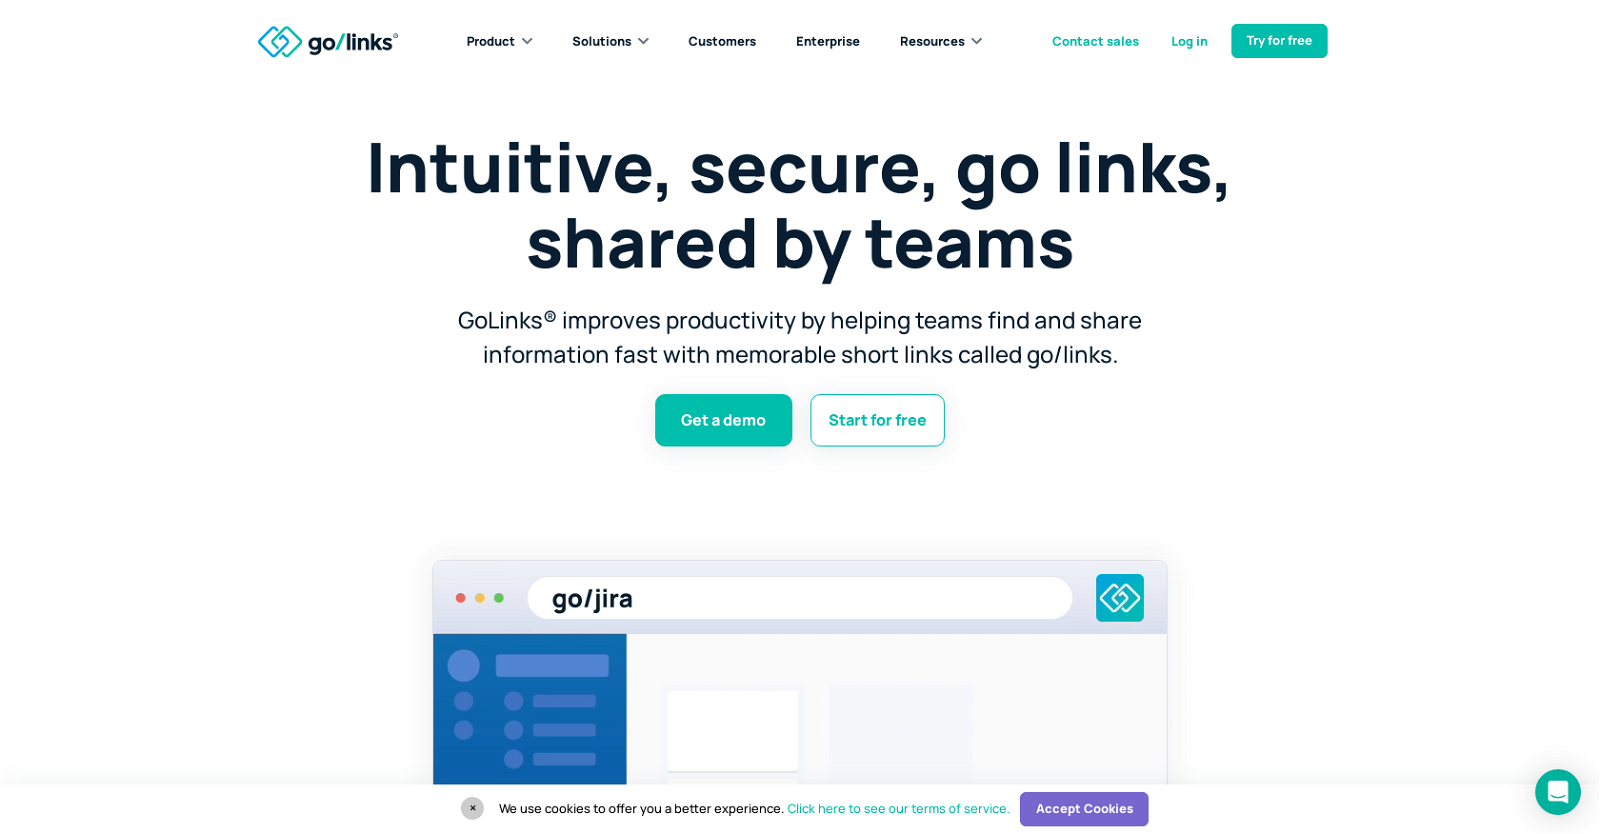 go/links®
Product
Solutions
Customers
Enterprise
Resources
Contact sales
Log in
Try for free
Intuitive, secure, go links,
shared by teams
GoLinks® improves productivity by helping teams find and share
information fast with memorable short links called go/links.
Get a demo
Start for free
go/jira
× We use cookies to offer you a better experience. Click here to see our terms of service.
Accept Cookies